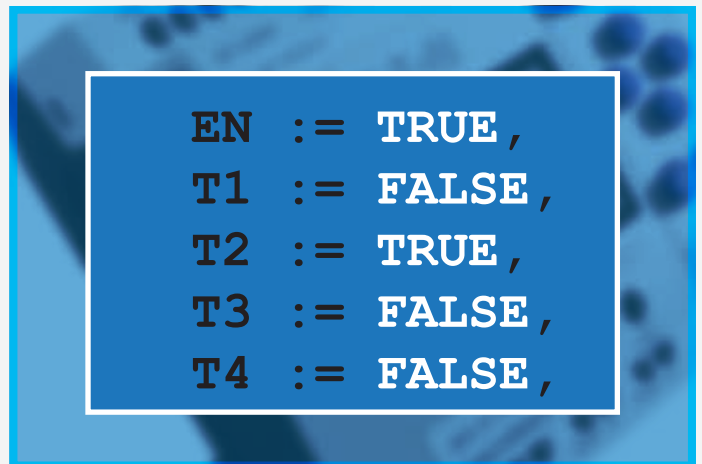 EN := TRUE,
T1 := FALSE,
T2 := TRUE,
T3 := FALSE,
T4 := FALSE,